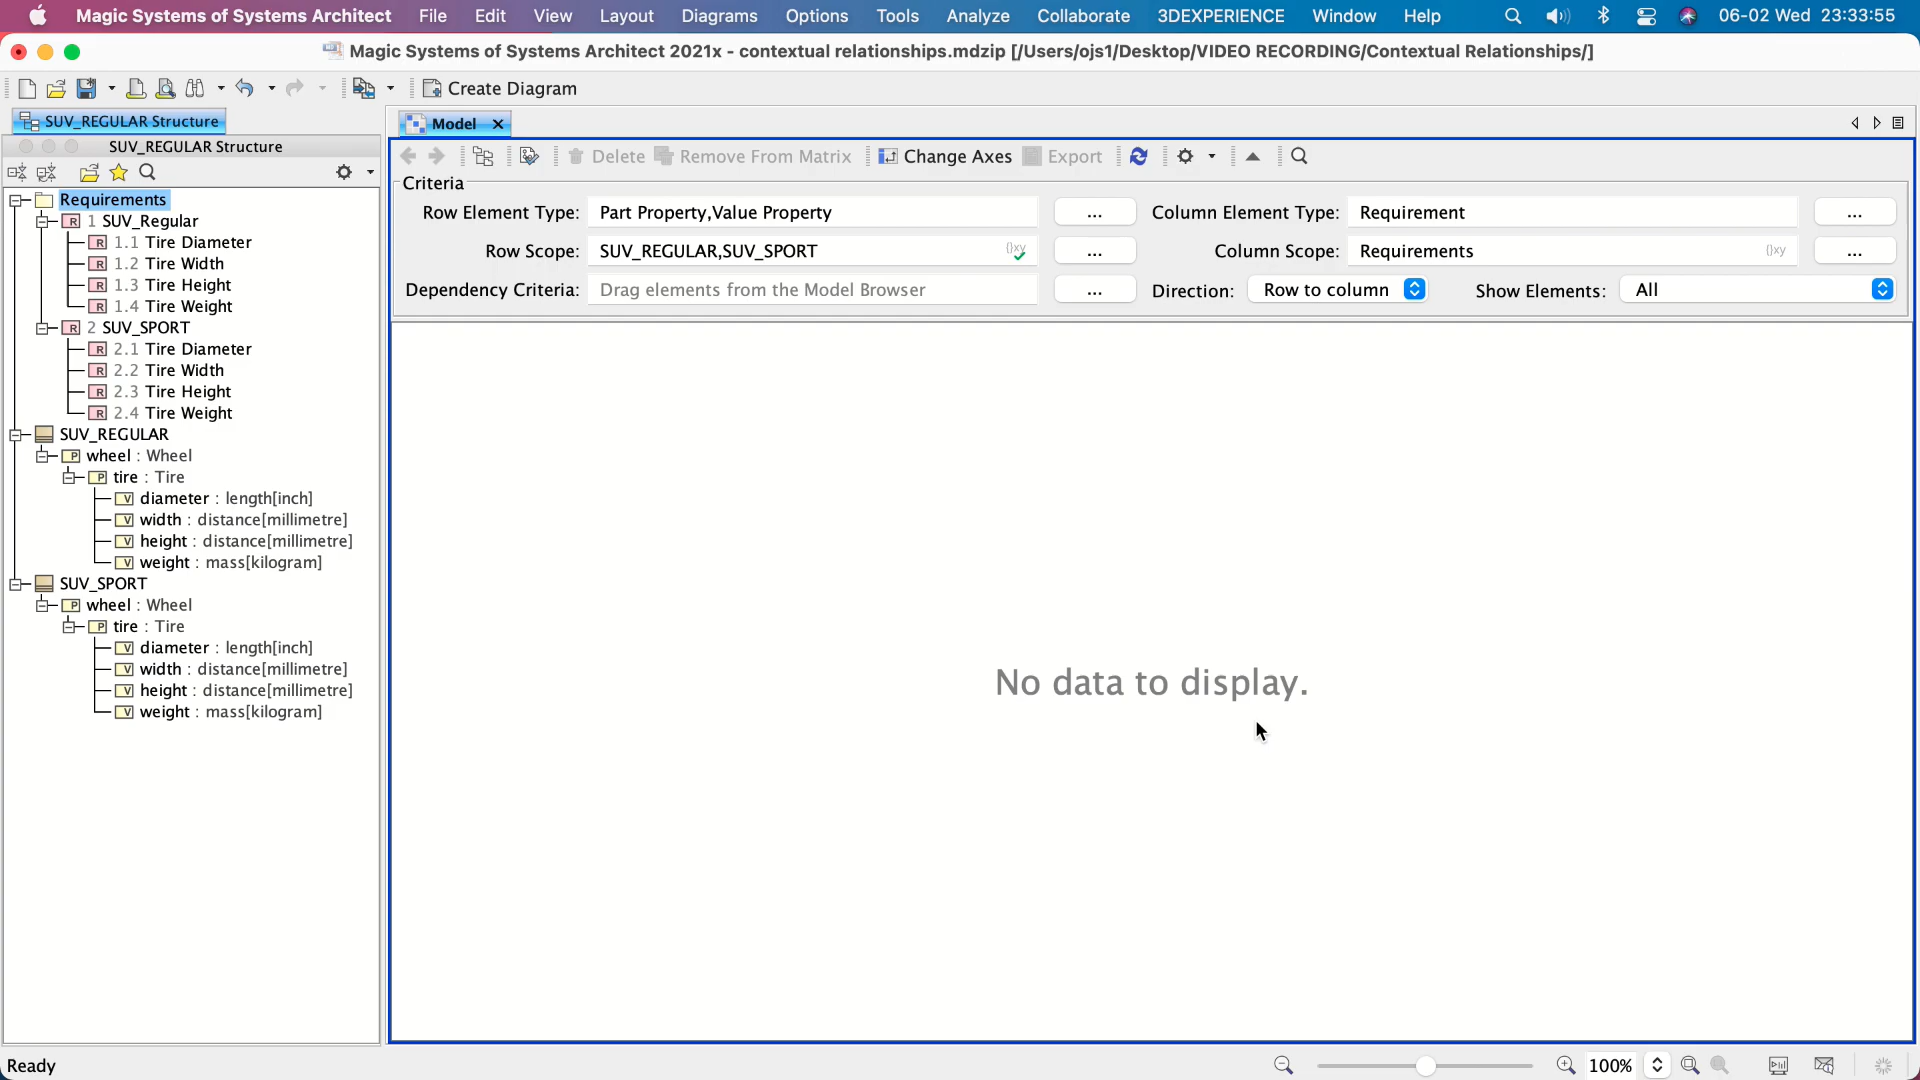 Magic Systems of Systems Architect File Edit View Layout Diagrams Options Tools Analyze Collaborate 3DEXPERIENCE Window Help 06-02 Wed 23:33:55
Magic Systems of Systems Architect 2021x - contextual relationships.mdzip [/Users/ojs1/Desktop/VIDEO RECORDING/Contextual Relationships/]
Create Diagram
SUV_REGULAR Structure
SUV_REGULAR Structure
Requirements
R 1 SUV_Regular
R 1.1 Tire Diameter
R 1.2 Tire Width
R 1.3 Tire Height
R 1.4 Tire Weight
R 2 SUV_SPORT
R 2.1 Tire Diameter
R 2.2 Tire Width
R 2.3 Tire Height
R 2.4 Tire Weight
SUV_REGULAR
P wheel : Wheel
P tire : Tire
V diameter : length[inch]
V width : distance[millimetre]
V height : distance[millimetre]
V weight : mass[kilogram]
SUV_SPORT
P wheel : Wheel
P tire : Tire
V diameter : length[inch]
V width : distance[millimetre]
V height : distance[millimetre]
V weight : mass[kilogram]
Model
Delete Remove From Matrix Change Axes Export
Criteria
Row Element Type: Part Property,Value Property ... Column Element Type: Requirement ...
Row Scope: SUV_REGULAR,SUV_SPORT {}xy ... Column Scope: Requirements {}xy ...
Dependency Criteria: Drag elements from the Model Browser ... Direction: Row to column Show Elements: All
No data to display.
Ready 100%